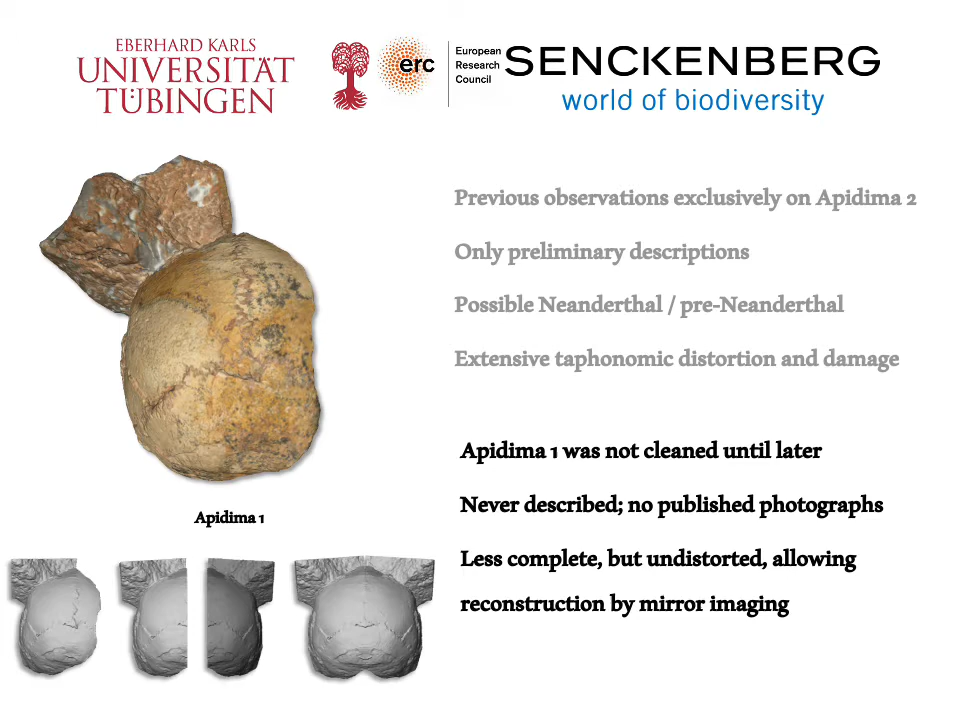 EBERHARD KARLS
UNIVERSITÄT
TÜBINGEN
erc
European
Research
Council
SENCKENBERG
world of biodiversity
Previous observations exclusively on Apidima 2
Only preliminary descriptions
Possible Neanderthal / pre-Neanderthal
Extensive taphonomic distortion and damage
Apidima 1 was not cleaned until later
Never described; no published photographs
Less complete, but undistorted, allowing
reconstruction by mirror imaging
Apidima 1